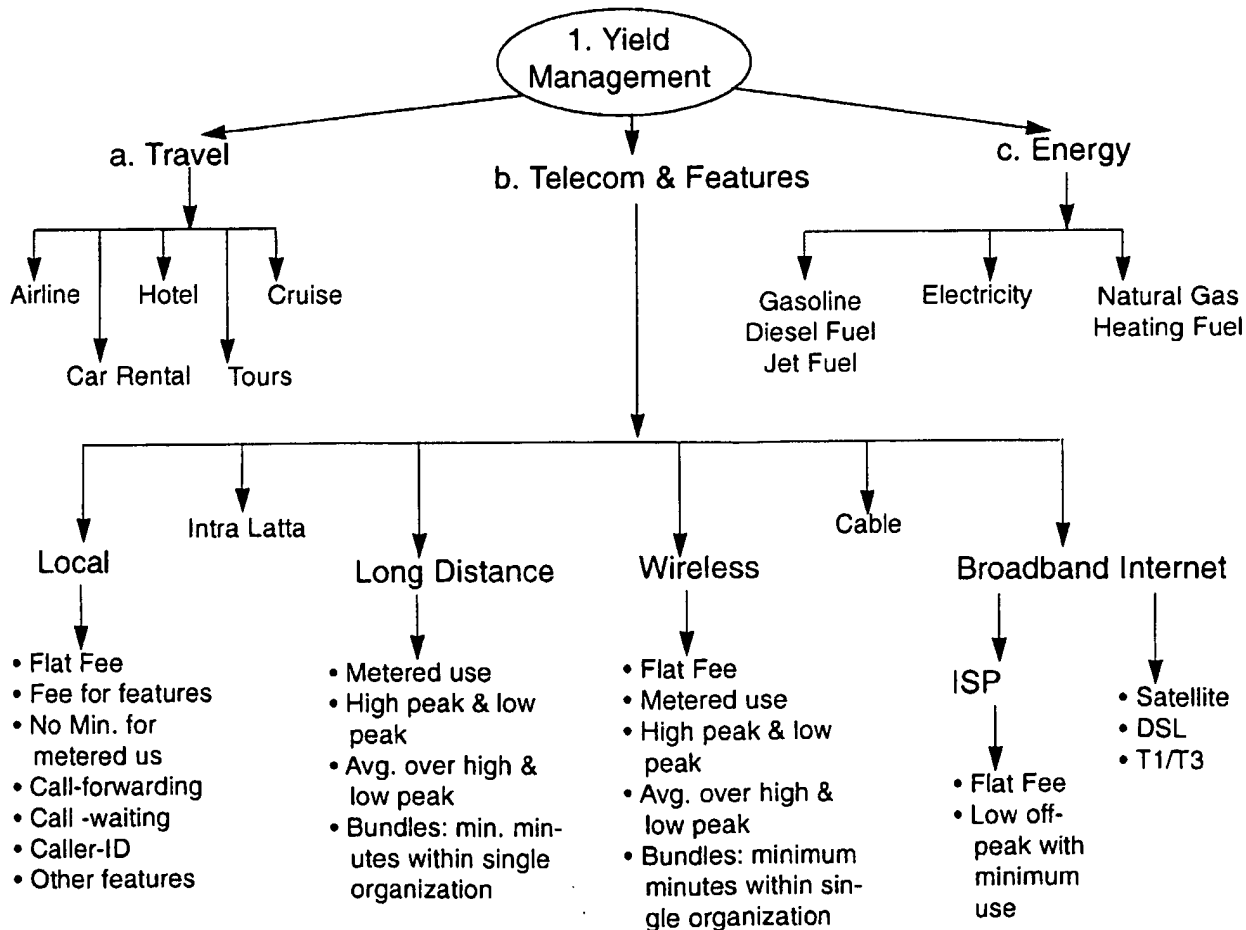 1. Yield
Management
a. Travel
b. Telecom & Features
c. Energy
Airline
Hotel
Cruise
Car Rental
Tours
Gasoline
Diesel Fuel
Jet Fuel
Electricity
Natural Gas
Heating Fuel
Local
• Flat Fee
• Fee for features
• No Min. for
metered us
• Call-forwarding
• Call -waiting
• Caller-ID
• Other features
Intra Latta
Long Distance
• Metered use
• High peak & low
peak
• Avg. over high &
low peak
• Bundles: min. min-
utes within single
organization
Wireless
• Flat Fee
• Metered use
• High peak & low
peak
• Avg. over high &
low peak
• Bundles: minimum
minutes within sin-
gle organization
Cable
Broadband Internet
ISP
• Flat Fee
• Low off-
peak with
minimum
use
• Satellite
• DSL
• T1/T3